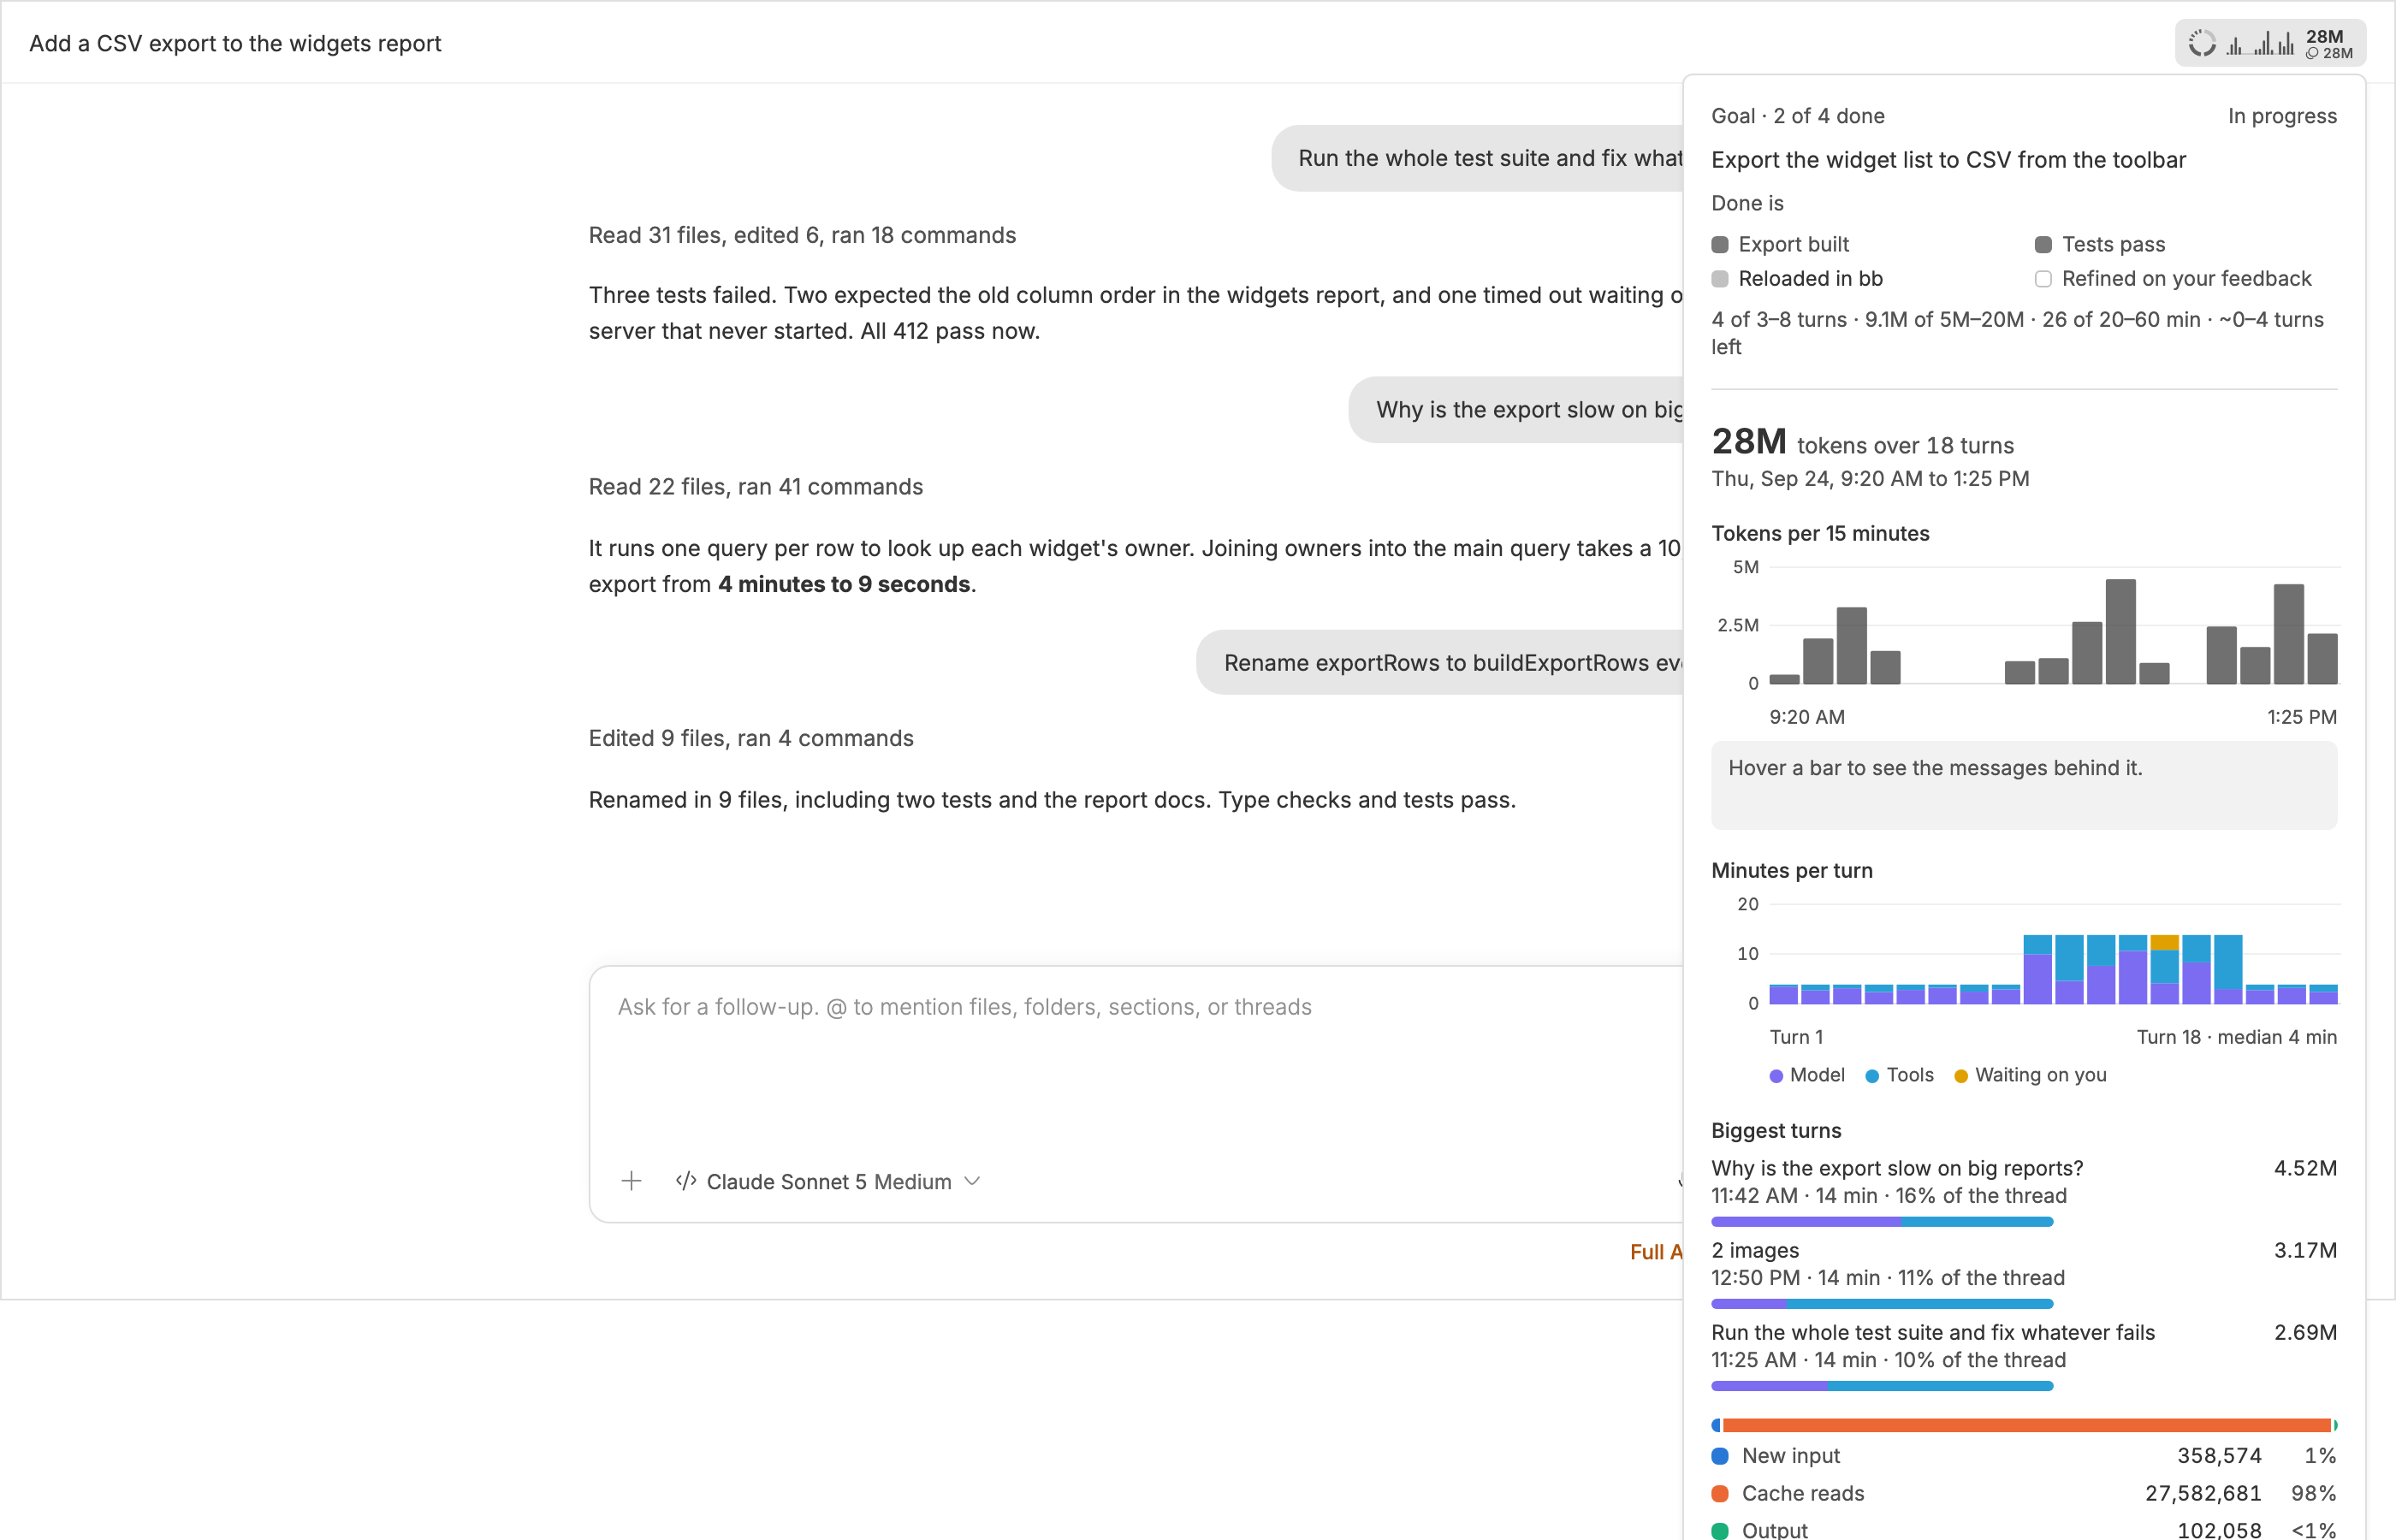 Add a CSV export to the widgets report
28M
28M
Run the whole test suite and fix what
Read 31 files, edited 6, ran 18 commands
Three tests failed. Two expected the old column order in the widgets report, and one timed out waiting o
server that never started. All 412 pass now.
Why is the export slow on big
Read 22 files, ran 41 commands
It runs one query per row to look up each widget's owner. Joining owners into the main query takes a 10
export from 4 minutes to 9 seconds.
Rename exportRows to buildExportRows eve
Edited 9 files, ran 4 commands
Renamed in 9 files, including two tests and the report docs. Type checks and tests pass.
Ask for a follow-up. @ to mention files, folders, sections, or threads
Claude Sonnet 5 Medium
Full A
Goal · 2 of 4 done
In progress
Export the widget list to CSV from the toolbar
Done is
Export built
Tests pass
Reloaded in bb
Refined on your feedback
4 of 3–8 turns · 9.1M of 5M–20M · 26 of 20–60 min · ~0–4 turns
left
28M tokens over 18 turns
Thu, Sep 24, 9:20 AM to 1:25 PM
Tokens per 15 minutes
5M
2.5M
0
9:20 AM
1:25 PM
Hover a bar to see the messages behind it.
Minutes per turn
20
10
0
Turn 1
Turn 18 · median 4 min
Model
Tools
Waiting on you
Biggest turns
Why is the export slow on big reports? 4.52M
11:42 AM · 14 min · 16% of the thread
2 images 3.17M
12:50 PM · 14 min · 11% of the thread
Run the whole test suite and fix whatever fails 2.69M
11:25 AM · 14 min · 10% of the thread
New input 358,574 1%
Cache reads 27,582,681 98%
Output 102,058 <1%